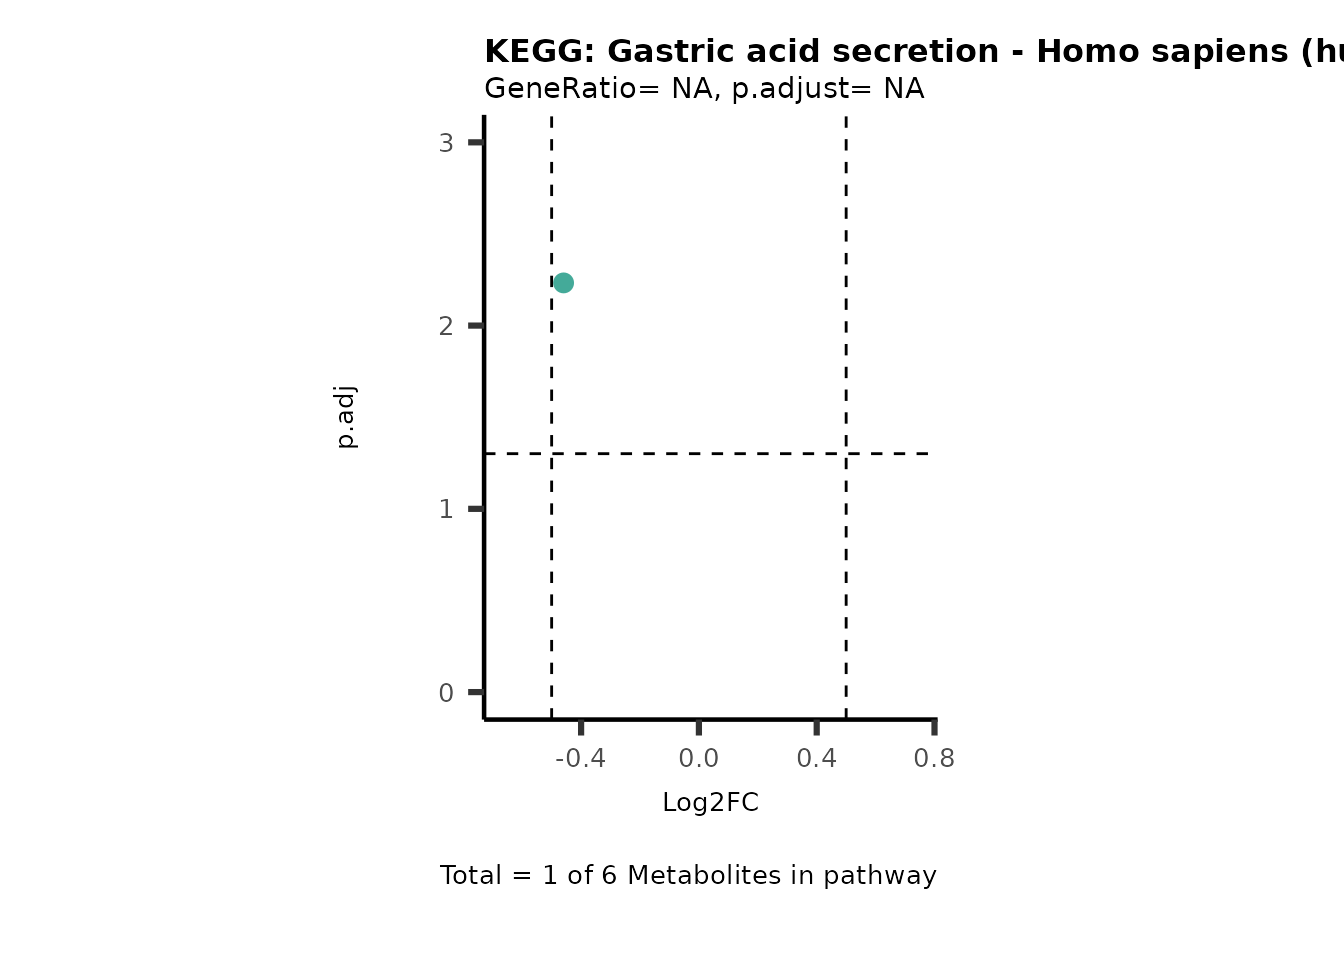 KEGG: Gastric acid secretion - Homo sapiens (hu
GeneRatio= NA, p.adjust= NA
3
2
1
0
p.adj
-0.4 0.0 0.4 0.8
Log2FC
Total = 1 of 6 Metabolites in pathway